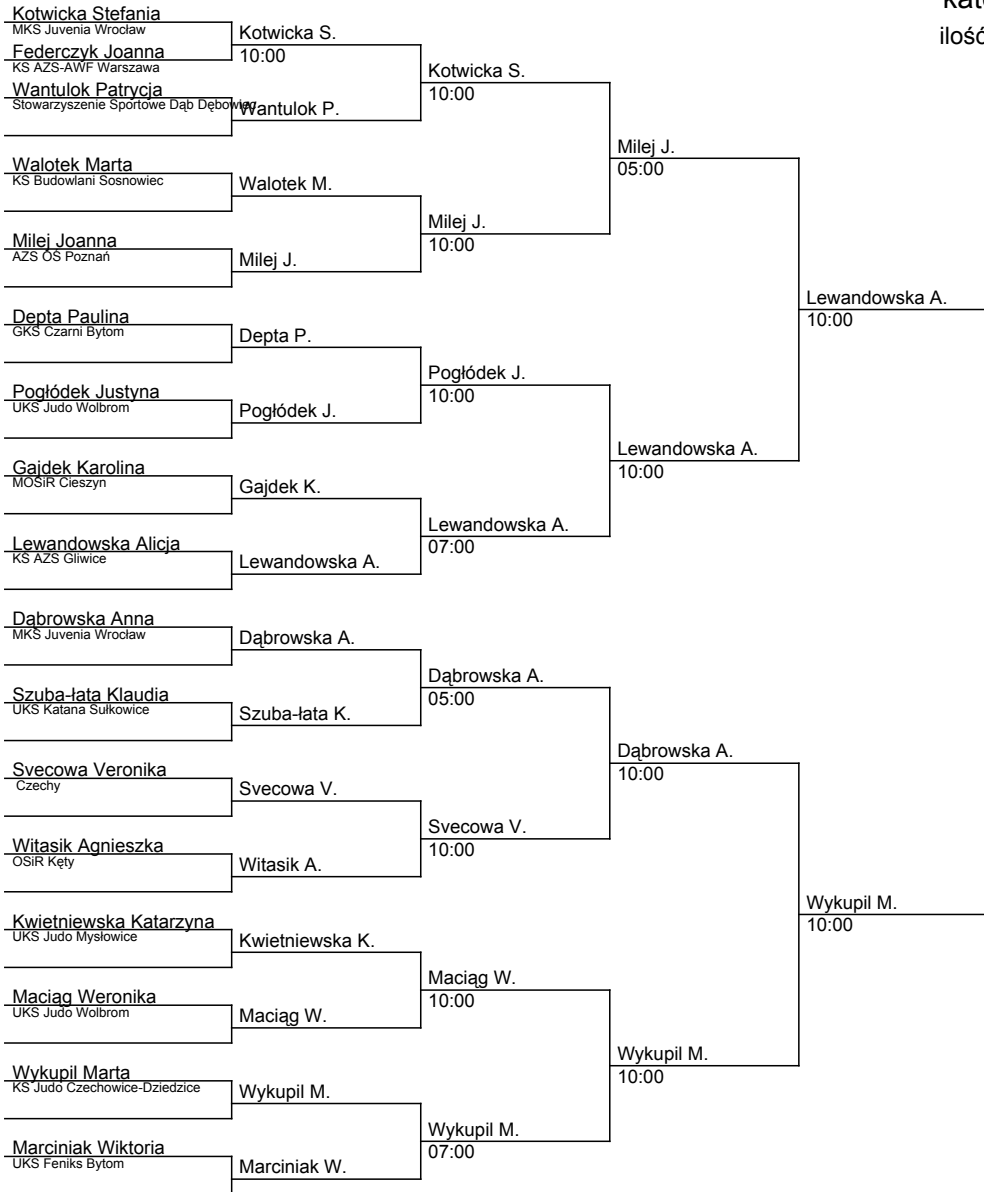 Kotwicka Stefania
MKS Juvenia Wrocław
Federczyk Joanna
KS AZS-AWF Warszawa
Wantulok Patrycja
Stowarzyszenie Sportowe Dąb Dębowiec
Walotek Marta
KS Budowlani Sosnowiec
Milej Joanna
AZS OŚ Poznań
Depta Paulina
GKS Czarni Bytom
Pogłódek Justyna
UKS Judo Wolbrom
Gajdek Karolina
MOSiR Cieszyn
Lewandowska Alicja
KS AZS Gliwice
Dąbrowska Anna
MKS Juvenia Wrocław
Szuba-łata Klaudia
UKS Katana Sułkowice
Svecowa Veronika
Czechy
Witasik Agnieszka
OSiR Kęty
Kwietniewska Katarzyna
UKS Judo Mysłowice
Maciąg Weronika
UKS Judo Wolbrom
Wykupil Marta
KS Judo Czechowice-Dziedzice
Marciniak Wiktoria
UKS Feniks Bytom
Kotwicka S.
10:00
Wantulok P.
Walotek M.
Milej J.
Depta P.
Pogłódek J.
Gajdek K.
Lewandowska A.
Dąbrowska A.
Szuba-łata K.
Svecowa V.
Witasik A.
Kwietniewska K.
Maciąg W.
Wykupil M.
Marciniak W.
Kotwicka S.
10:00
Milej J.
10:00
Pogłódek J.
10:00
Lewandowska A.
07:00
Dąbrowska A.
05:00
Svecowa V.
10:00
Maciąg W.
10:00
Wykupil M.
07:00
Milej J.
05:00
Lewandowska A.
10:00
Dąbrowska A.
10:00
Wykupil M.
10:00
Lewandowska A.
10:00
Wykupil M.
10:00
ilość